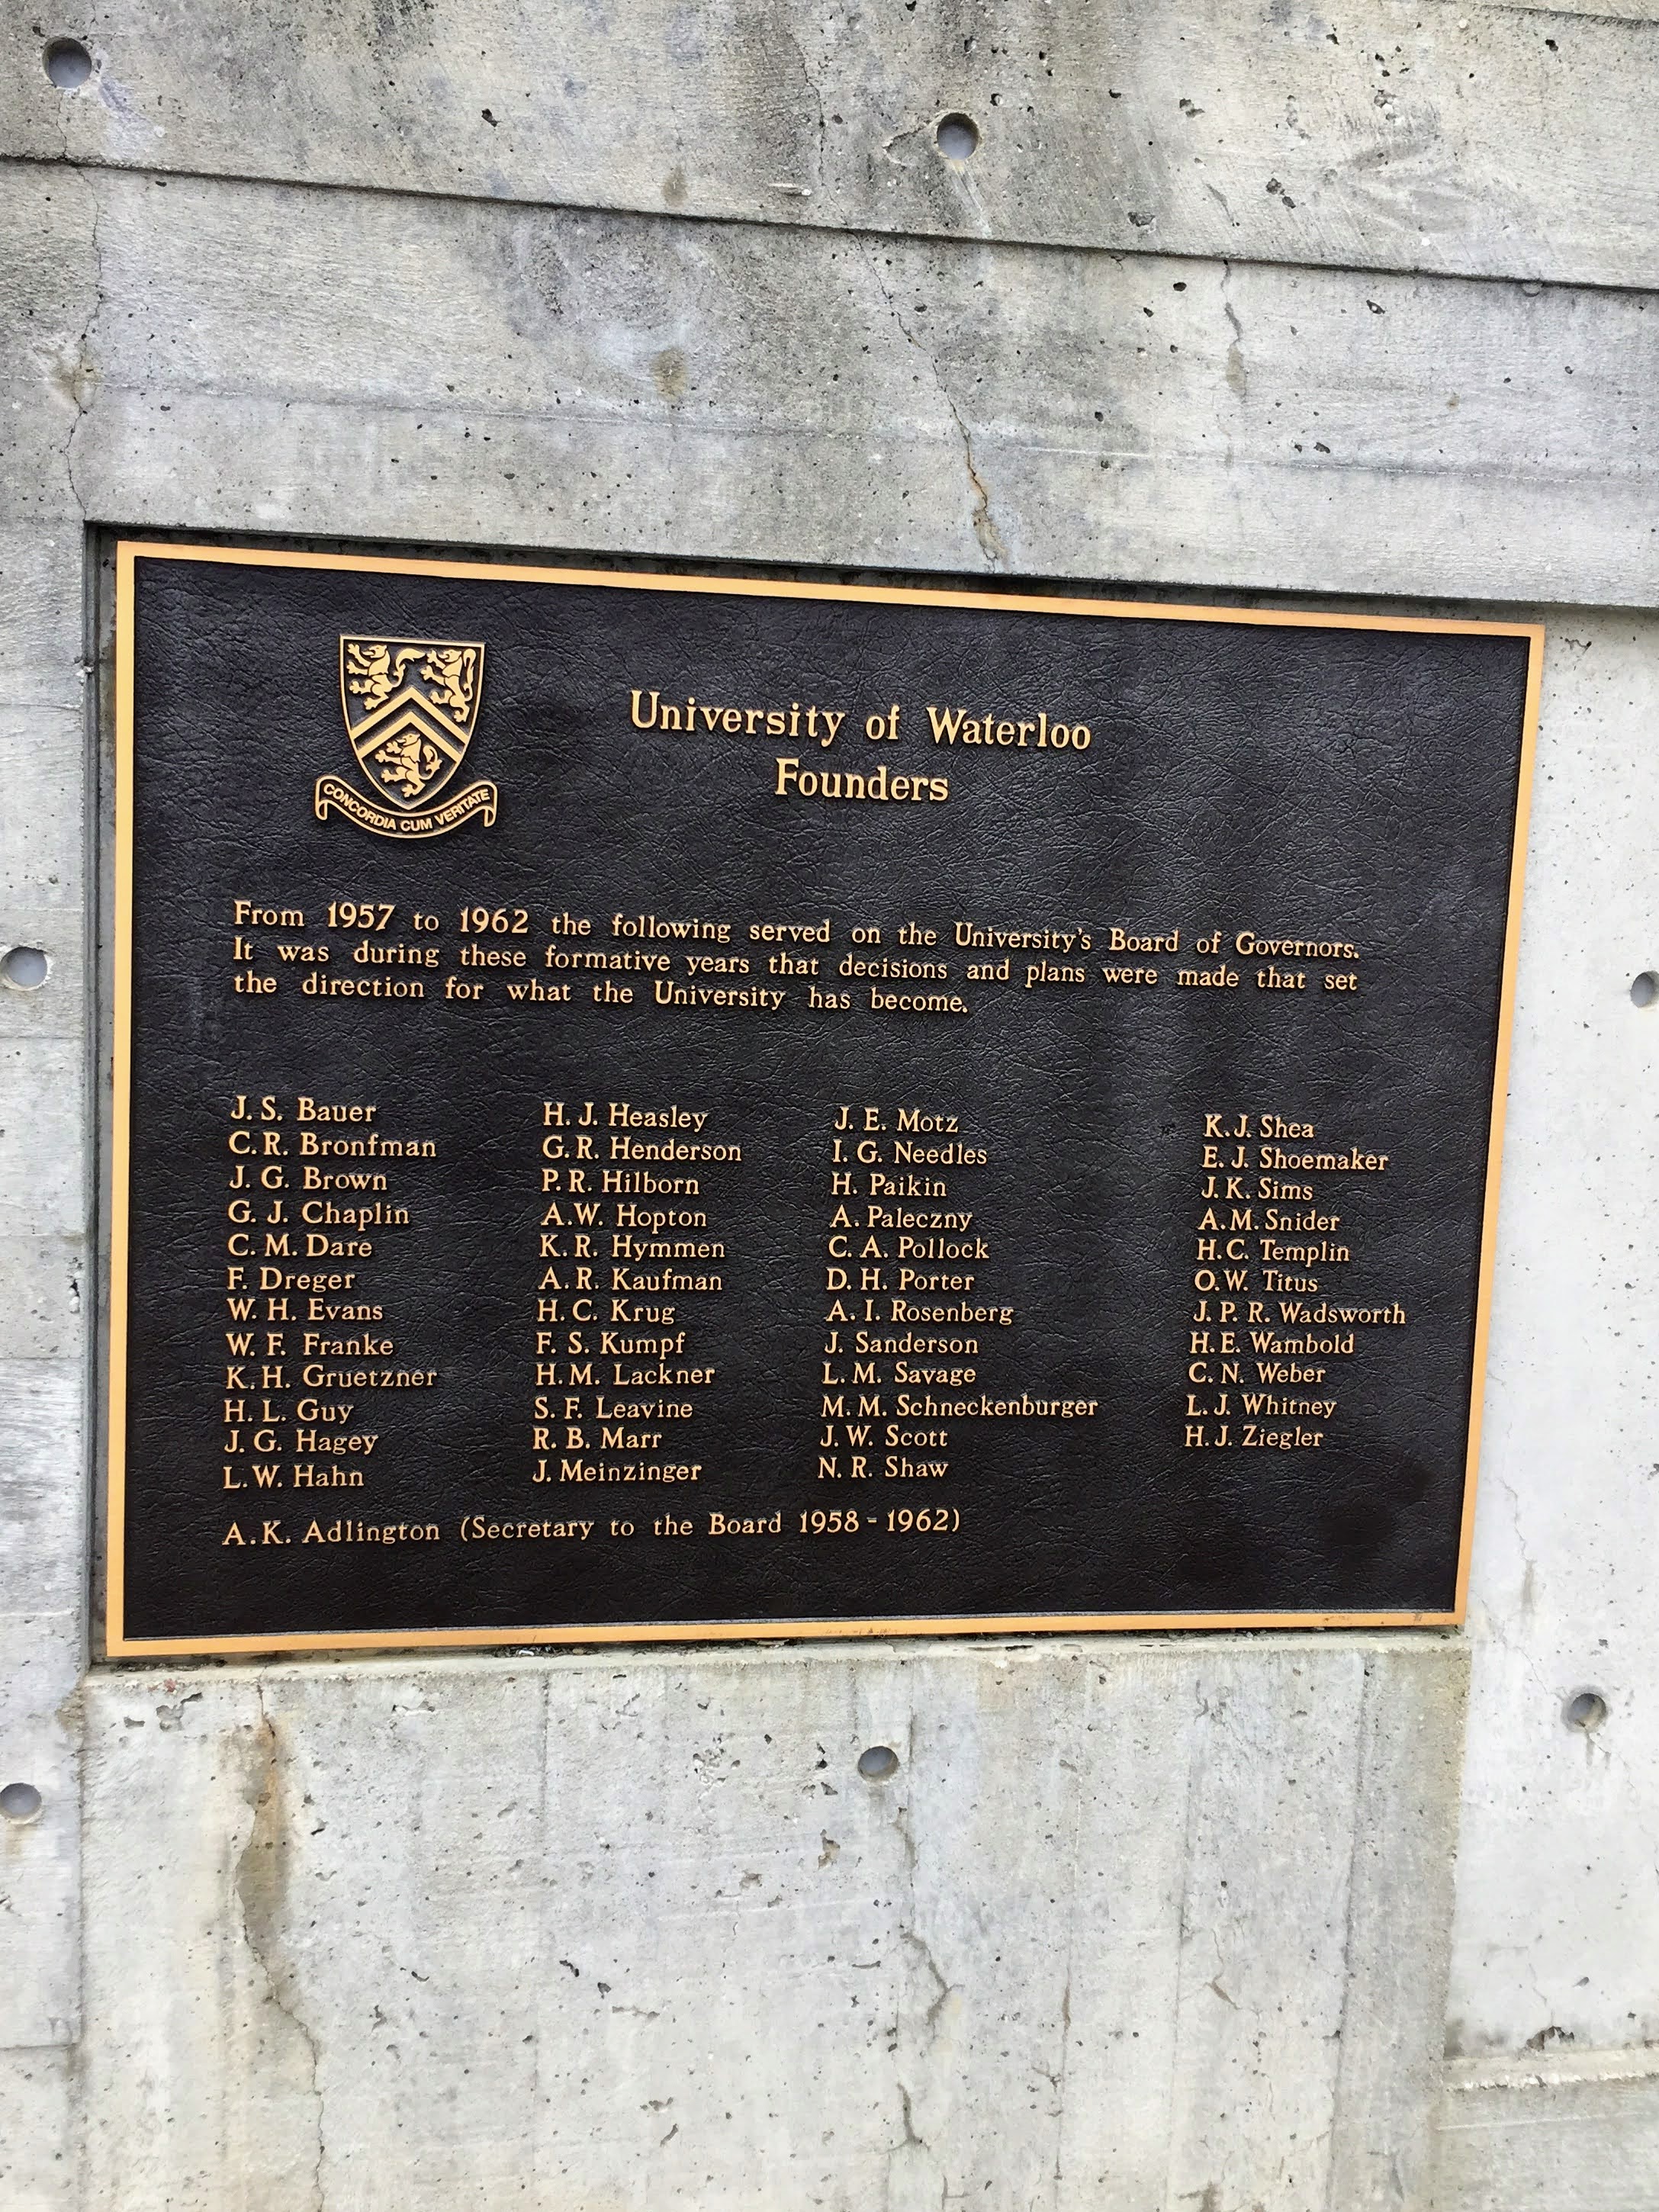 CONCORDIA CUM VERITATE
University of Waterloo
Founders
From 1957 to 1962 the following served on the University's Board of Governors.
It was during these formative years that decisions and plans were made that set
the direction for what the University has become.
J. S. Bauer
C. R. Bronfman
J. G. Brown
G. J. Chaplin
C. M. Dare
F. Dreger
W. H. Evans
W. F. Franke
K. H. Gruetzner
H. L. Guy
J. G. Hagey
L. W. Hahn
H. J. Heasley
G. R. Henderson
P. R. Hilborn
A. W. Hopton
K. R. Hymmen
A. R. Kaufman
H. C. Krug
F. S. Kumpf
H. M. Lackner
S. F. Leavine
R. B. Marr
J. Meinzinger
J. E. Motz
I. G. Needles
H. Paikin
A. Paleczny
C. A. Pollock
D. H. Porter
A. I. Rosenberg
J. Sanderson
L. M. Savage
M. M. Schneckenburger
J. W. Scott
N. R. Shaw
K. J. Shea
E. J. Shoemaker
J. K. Sims
A. M. Snider
H. C. Templin
O. W. Titus
J. P. R. Wadsworth
H. E. Wambold
C. N. Weber
L. J. Whitney
H. J. Ziegler
A. K. Adlington (Secretary to the Board 1958 - 1962)